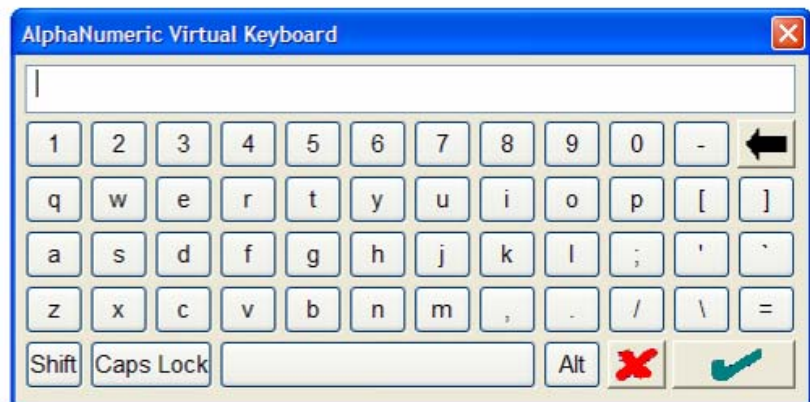 AlphaNumeric Virtual Keyboard
1 2 3 4 5 6 7 8 9 0 -
q w e r t y u i o p [ ]
a s d f g h j k l ; ' `
z x c v b n m , . / \ =
Shift Caps Lock Alt